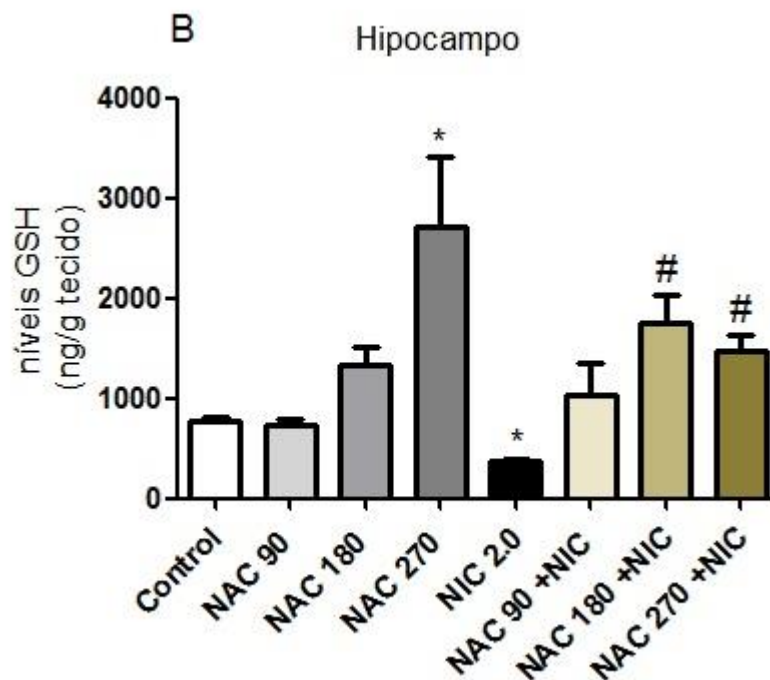 B
Hipocampo
níveis GSH
(ng/g tecido)
4000
3000
2000
1000
0
*
*
#
#
Control
NAC 90
NAC 180
NAC 270
NIC 2.0
NAC 90 +NIC
NAC 180 +NIC
NAC 270 +NIC